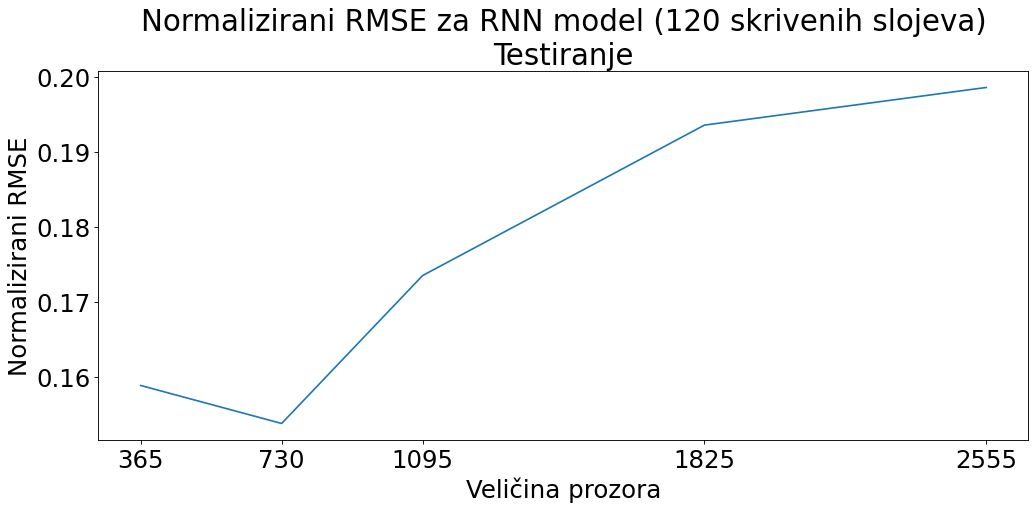 Normalizirani RMSE za RNN model (120 skrivenih slojeva)
Testiranje
Normalizirani RMSE
0.20
0.19
0.18
0.17
0.16
365 730 1095 1825 2555
Veličina prozora